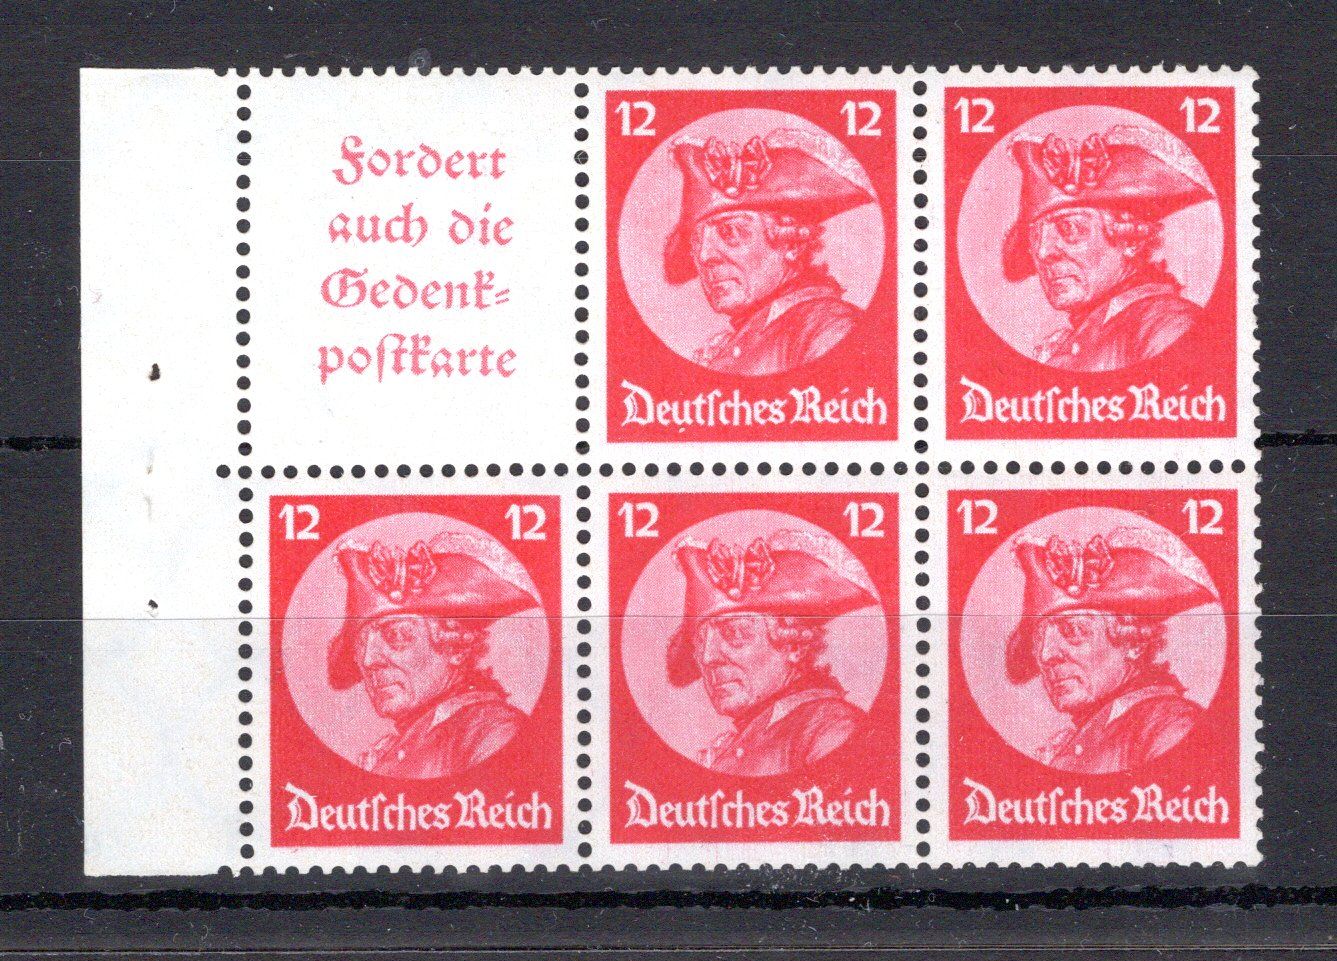 Fordert
auch die
Gedenk=
poſtkarte
12 12
Deutſches Reich
12 12
Deutſches Reich
12 12
Deutſches Reich
12 12
Deutſches Reich
12 12
Deutſches Reich